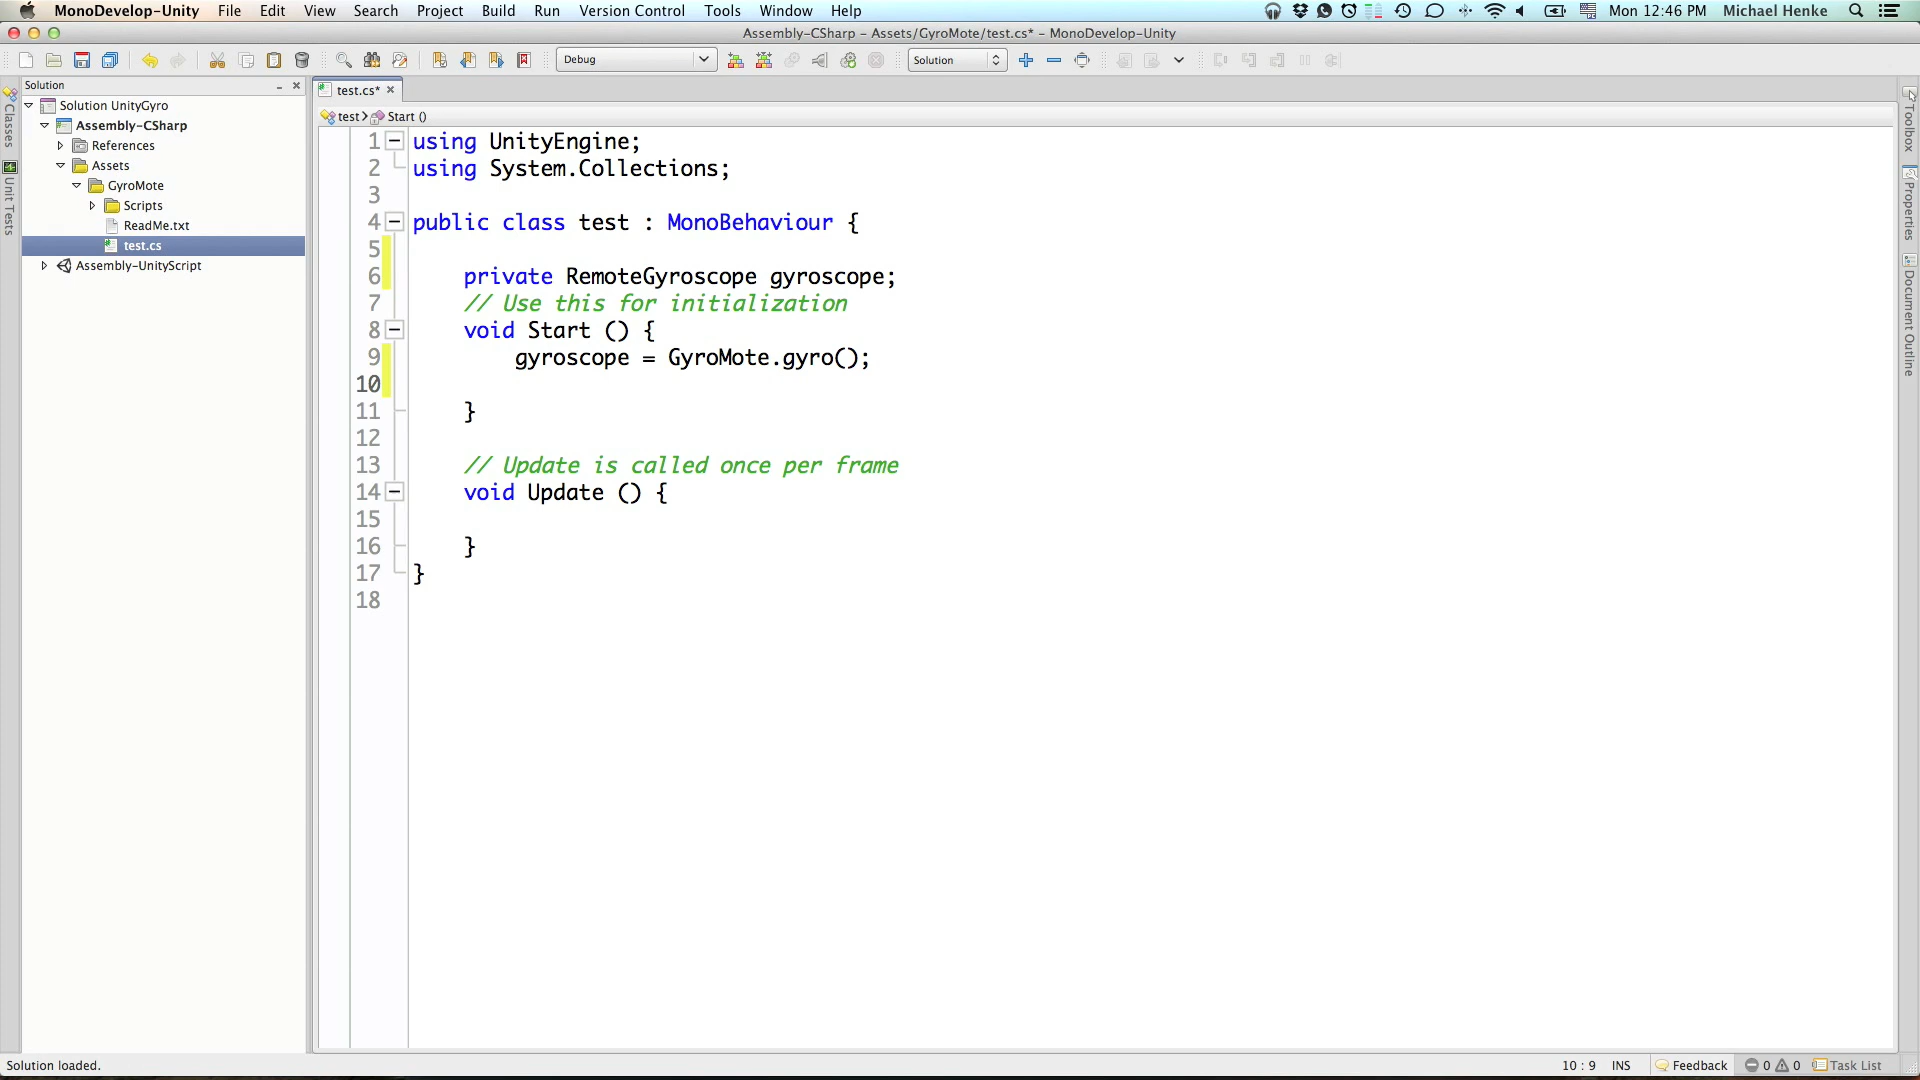 MonoDevelop-Unity File Edit View Search Project Build Run Version Control Tools Window Help Mon 12:46 PM Michael Henke
Assembly-CSharp – Assets/GyroMote/test.cs* – MonoDevelop-Unity
Debug Solution
Solution
Solution UnityGyro
Assembly-CSharp
References
Assets
GyroMote
Scripts
ReadMe.txt
test.cs
Assembly-UnityScript
Classes
Unit Tests
test.cs*
test Start ()
1 using UnityEngine;
2 using System.Collections;
3
4 public class test : MonoBehaviour {
5
6 private RemoteGyroscope gyroscope;
7 // Use this for initialization
8 void Start () {
9 gyroscope = GyroMote.gyro();
10
11 }
12
13 // Update is called once per frame
14 void Update () {
15
16 }
17 }
18
Toolbox
Properties
Document Outline
Solution loaded. 10 : 9 INS Feedback 0 0 Task List